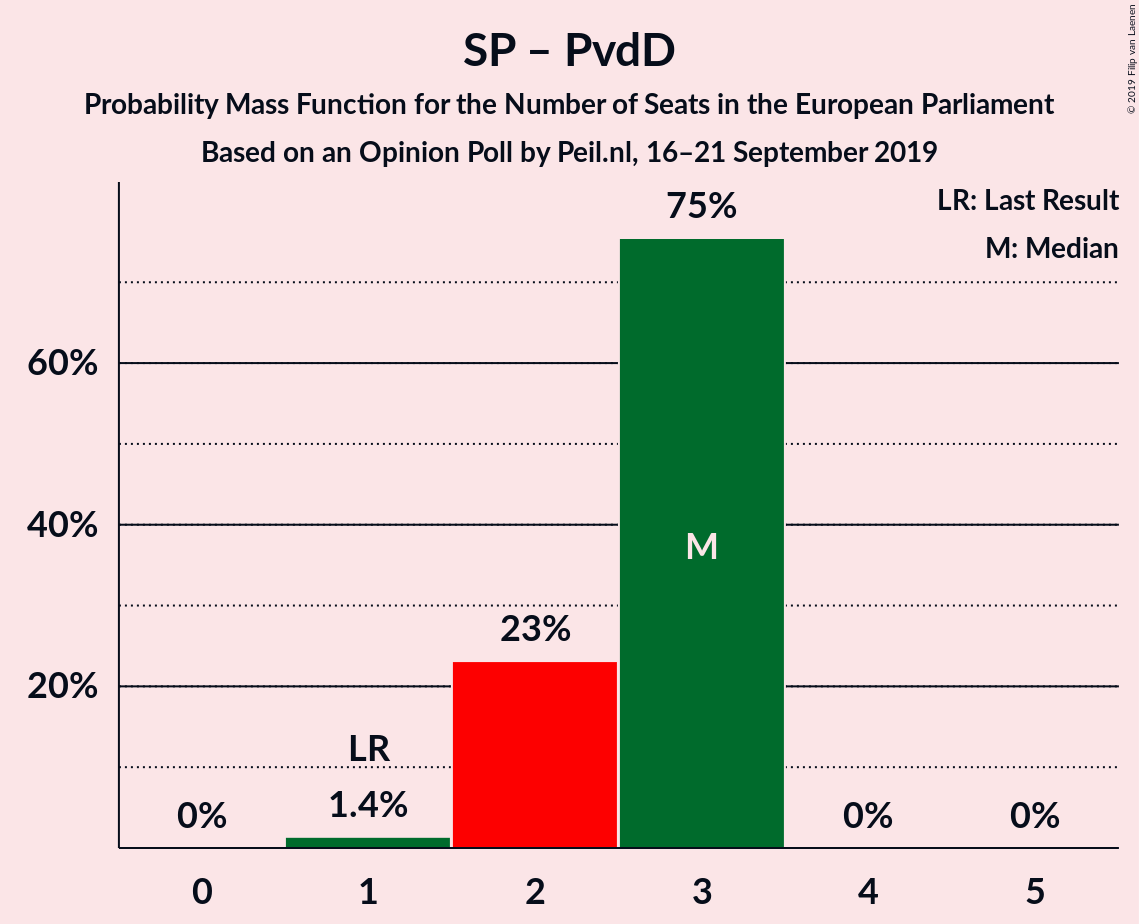 SP – PvdD
Probability Mass Function for the Number of Seats in the European Parliament
Based on an Opinion Poll by Peil.nl, 16–21 September 2019
© 2019 Filip van Laenen
LR: Last Result
M: Median
75%
60%
40%
M
23%
20%
LR
0%
1.4%
0%
0%
0
1
2
3
4
5